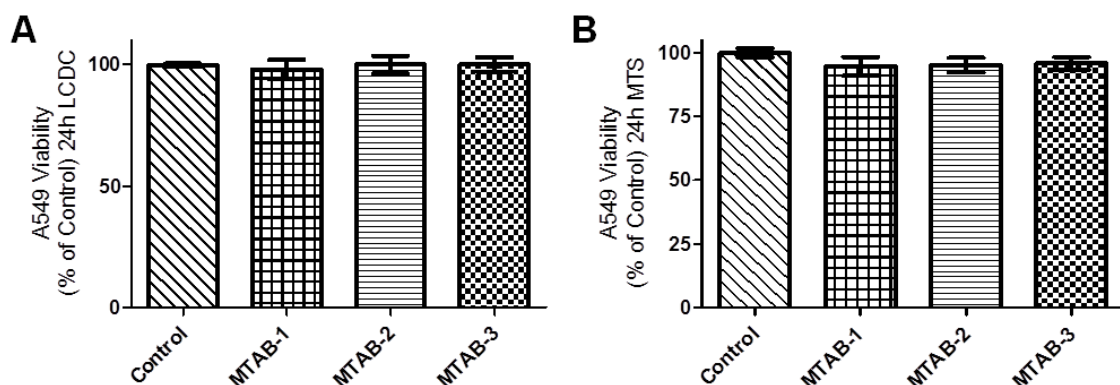 A
A549 Viability
(% of Control) 24h LCDC
100
50
0
Control
MTAB-1
MTAB-2
MTAB-3
B
A549 Viability
(% of Control) 24h MTS
100
75
50
25
0
Control
MTAB-1
MTAB-2
MTAB-3